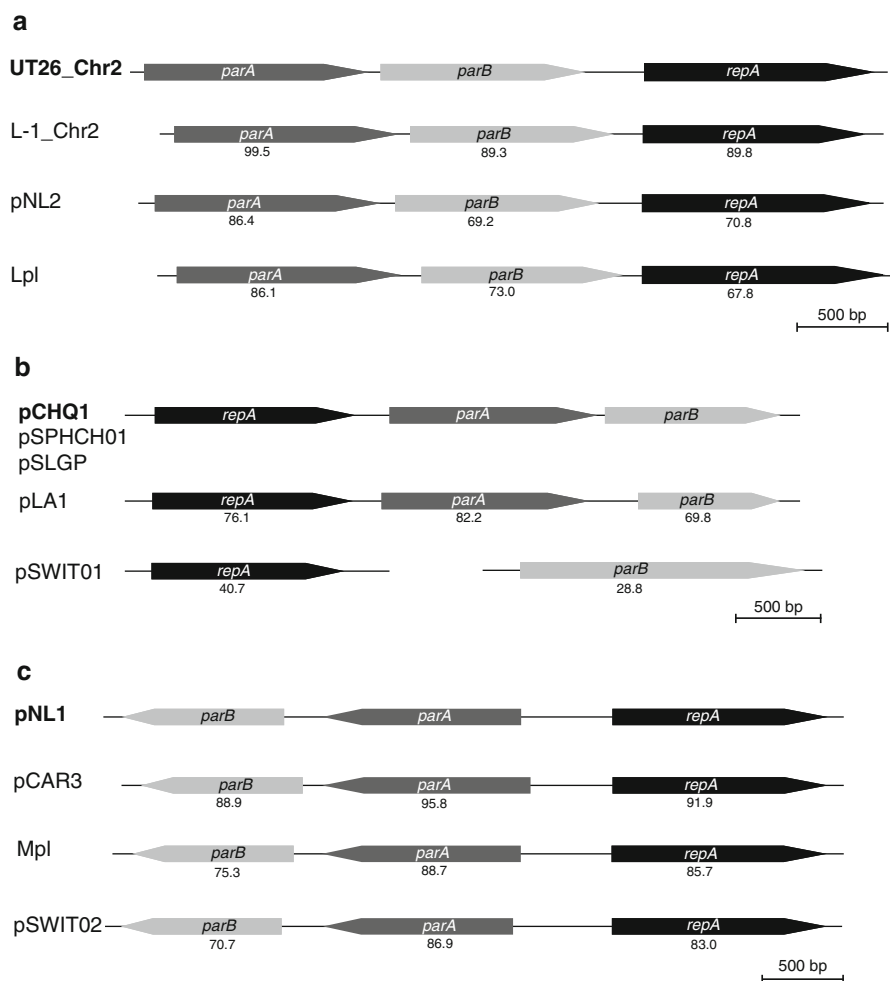 a
UT26_Chr2 parA parB repA
L-1_Chr2 parA parB repA
99.5 89.3 89.8
pNL2 parA parB repA
86.4 69.2 70.8
Lpl parA parB repA
86.1 73.0 67.8
500 bp
b
pCHQ1 repA parA parB
pSPHCH01
pSLGP
pLA1 repA parA parB
76.1 82.2 69.8
pSWIT01 repA parB
40.7 28.8
500 bp
c
pNL1 parB parA repA
pCAR3 parB parA repA
88.9 95.8 91.9
Mpl parB parA repA
75.3 88.7 85.7
pSWIT02 parB parA repA
70.7 86.9 83.0
500 bp